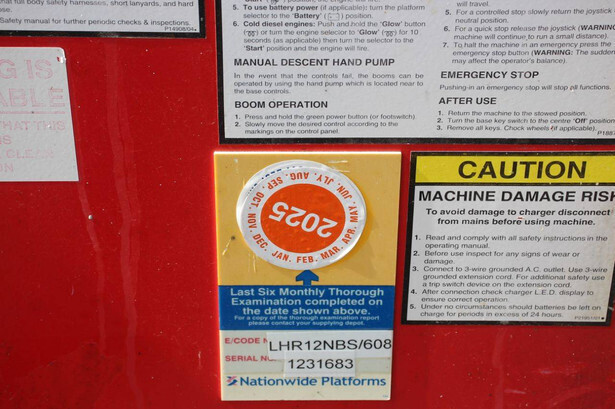 harnesses, short lanyards, and hard
Safety manual for further periodic checks & inspections.
P14908/04
G IS
ABLE
THAT THIS
5. To use battery power (if applicable) turn the platform
selector to the 'Battery' ( ) position.
6. Cold diesel engines: Push and hold the 'Glow' button
( ) or turn the engine selector to 'Glow' ( ) for 10
seconds (as applicable) then turn the selector to the
'Start' position and the engine will fire.
MANUAL DESCENT HAND PUMP
In the event that the controls fail, the booms can be
operated by using the hand pump which is located near to
the base controls.
BOOM OPERATION
1. Press and hold the green power button (or footswitch).
2. Slowly move the desired control according to the
markings on the control panel.
will travel.
5. For a controlled stop slowly return the joystick
neutral position.
6. For a quick stop release the joystick (WARNIN
machine will continue to run a small distance).
7. To halt the machine in an emergency press the
emergency stop button (WARNING: The sudden
may affect the operator's balance).
EMERGENCY STOP
Pushing-in an emergency stop will stop all functions.
AFTER USE
1. Return the machine to the stowed position.
2. Turn the base key switch to the centre 'Off' position
3. Remove all keys. Chock wheels (if applicable).
2025
JAN. FEB. MAR. APR. MAY. JUN. JLY. AUG. SEP. OCT. NOV. DEC.
Last Six Monthly Thorough
Examination completed on
the date shown above.
For a copy of the thorough examination report
please contact your supplying depot.
E/CODE
LHR12NBS/608
SERIAL
1231683
Nationwide Platforms
CAUTION
MACHINE DAMAGE RISK
To avoid damage to charger disconnect
from mains before using machine.
1. Read and comply with all safety instructions in the
operating manual.
2. Before use inspect for any signs of wear or
damage.
3. Connect to 3-wire grounded A.C. outlet. Use 3-wire
grounded extension cord. For additional safety use
a trip switch device on the extension cord.
4. After connection check charger L.E.D. display to
ensure correct operation.
5. Under no circumstances should batteries be left on
charge for periods in excess of 24 hours.